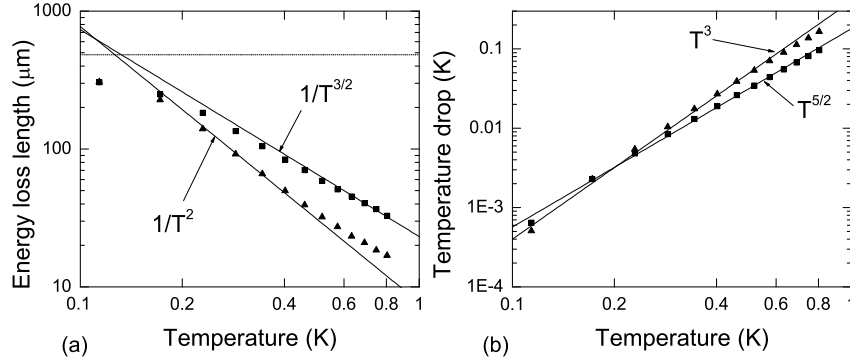 1000
100
10
Energy loss length (μm)
1/T^3/2
1/T^2
0.1 0.2 0.4 0.6 0.8 1
Temperature (K)
(a)
0.1
0.01
1E-3
1E-4
Temperature drop (K)
T^3
T^5/2
0.1 0.2 0.4 0.6 0.8 1
Temperature (K)
(b)